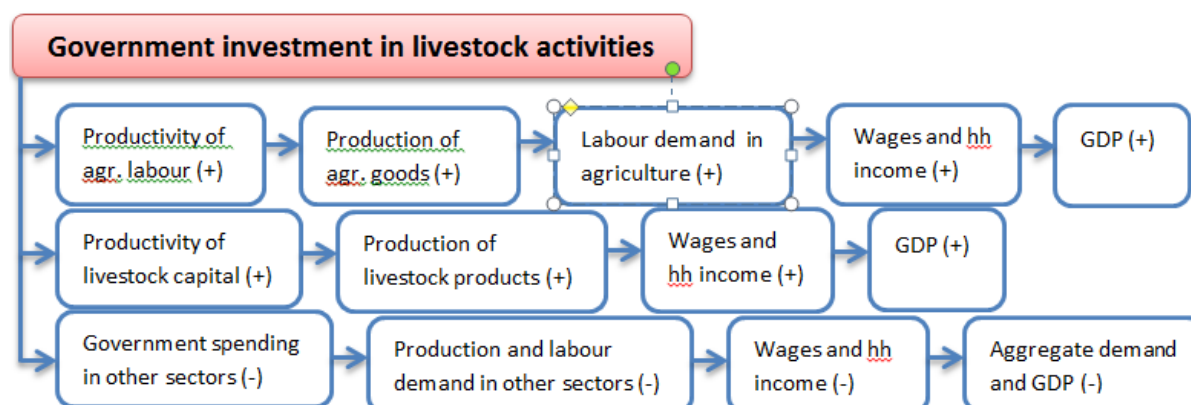 Government investment in livestock activities
Productivity of
agr. labour (+)
Production of
agr. goods (+)
Labour demand in
agriculture (+)
Wages and hh
income (+)
GDP (+)
Productivity of
livestock capital (+)
Production of
livestock products (+)
Wages and
hh income (+)
GDP (+)
Government spending
in other sectors (-)
Production and labour
demand in other sectors (-)
Wages and hh
income (-)
Aggregate demand
and GDP (-)